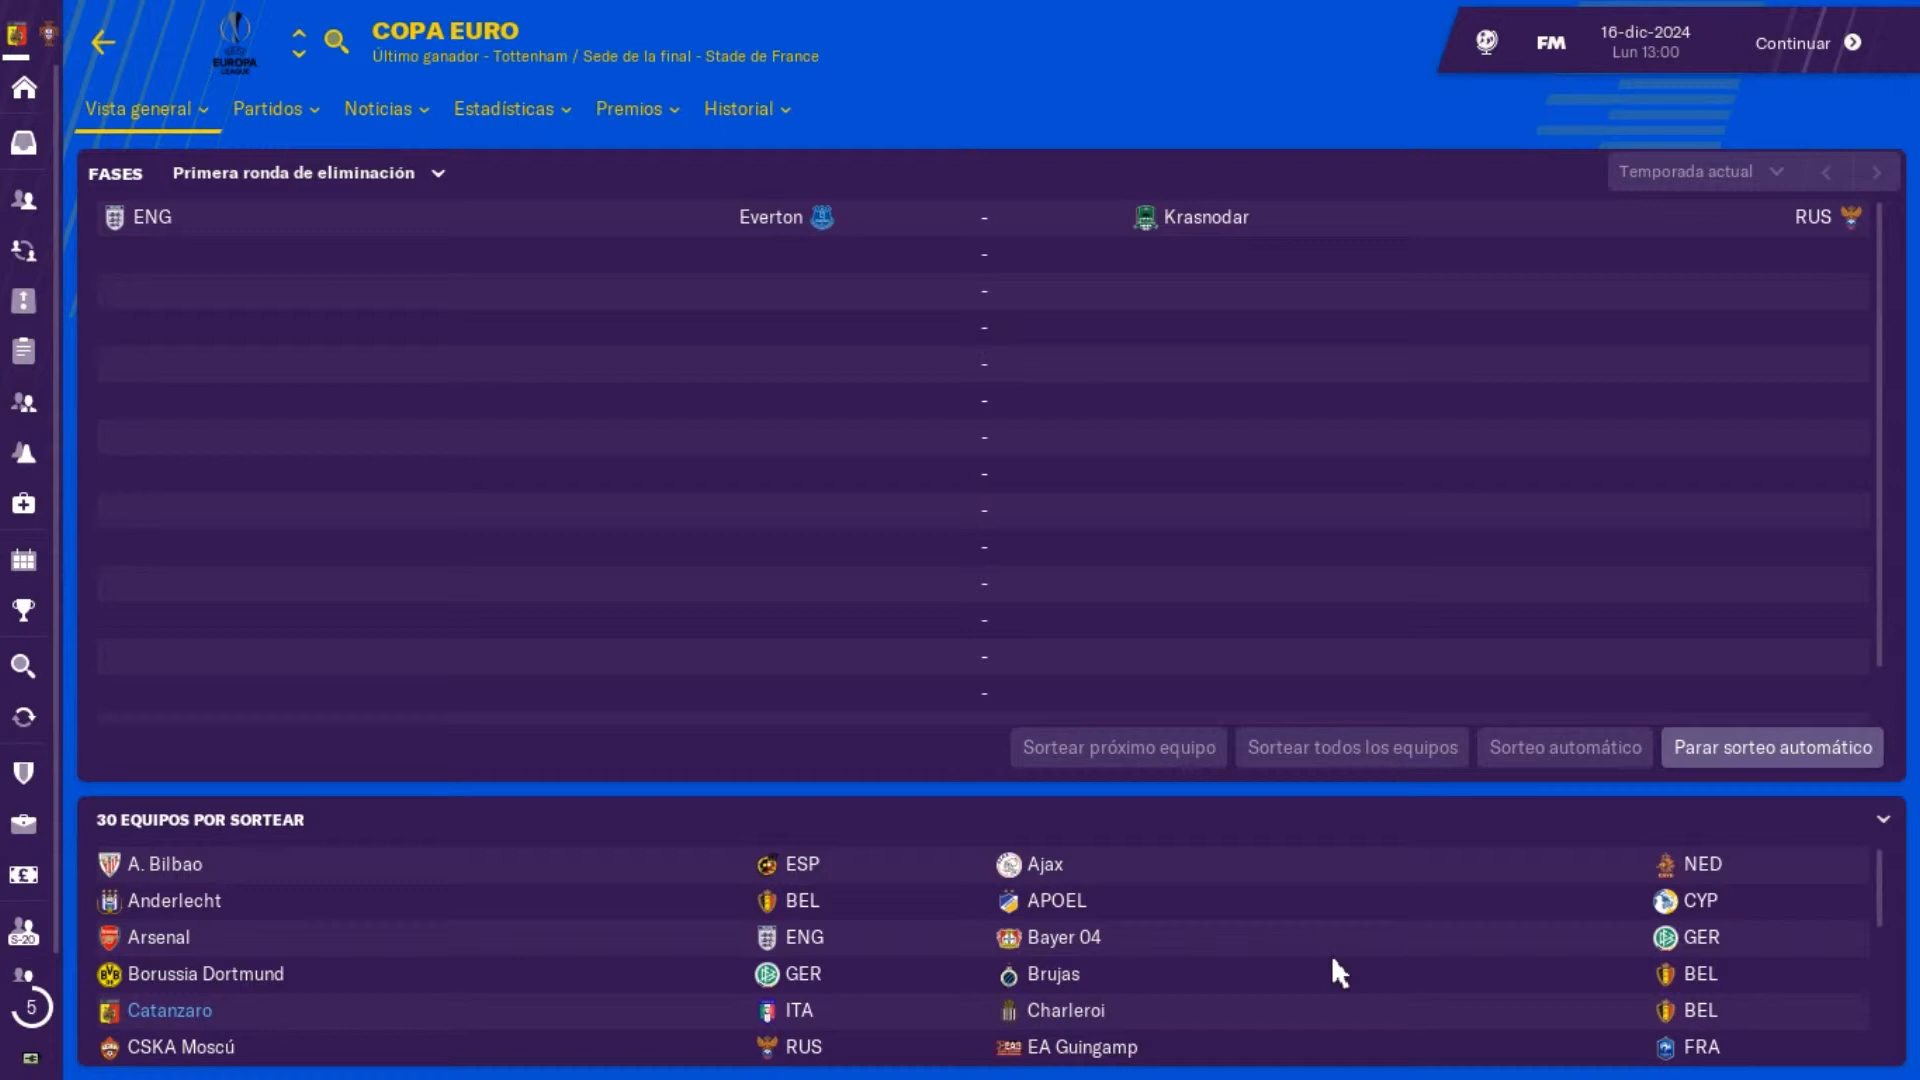 COPA EURO
Último ganador - Tottenham / Sede de la final - Stade de France
EUROPA
LEAGUE
FM
16-dic-2024
Lun 13:00
Continuar
Vista general
Partidos
Noticias
Estadísticas
Premios
Historial
FASES
Primera ronda de eliminación
Temporada actual
ENG Everton - Krasnodar RUS
-
-
-
-
-
-
-
-
-
-
-
-
-
Sortear próximo equipo
Sortear todos los equipos
Sorteo automático
Parar sorteo automático
30 EQUIPOS POR SORTEAR
A. Bilbao ESP Ajax NED
Anderlecht BEL APOEL CYP
Arsenal ENG Bayer 04 GER
Borussia Dortmund GER Brujas BEL
Catanzaro ITA Charleroi BEL
CSKA Moscú RUS EA Guingamp FRA
S-20
5